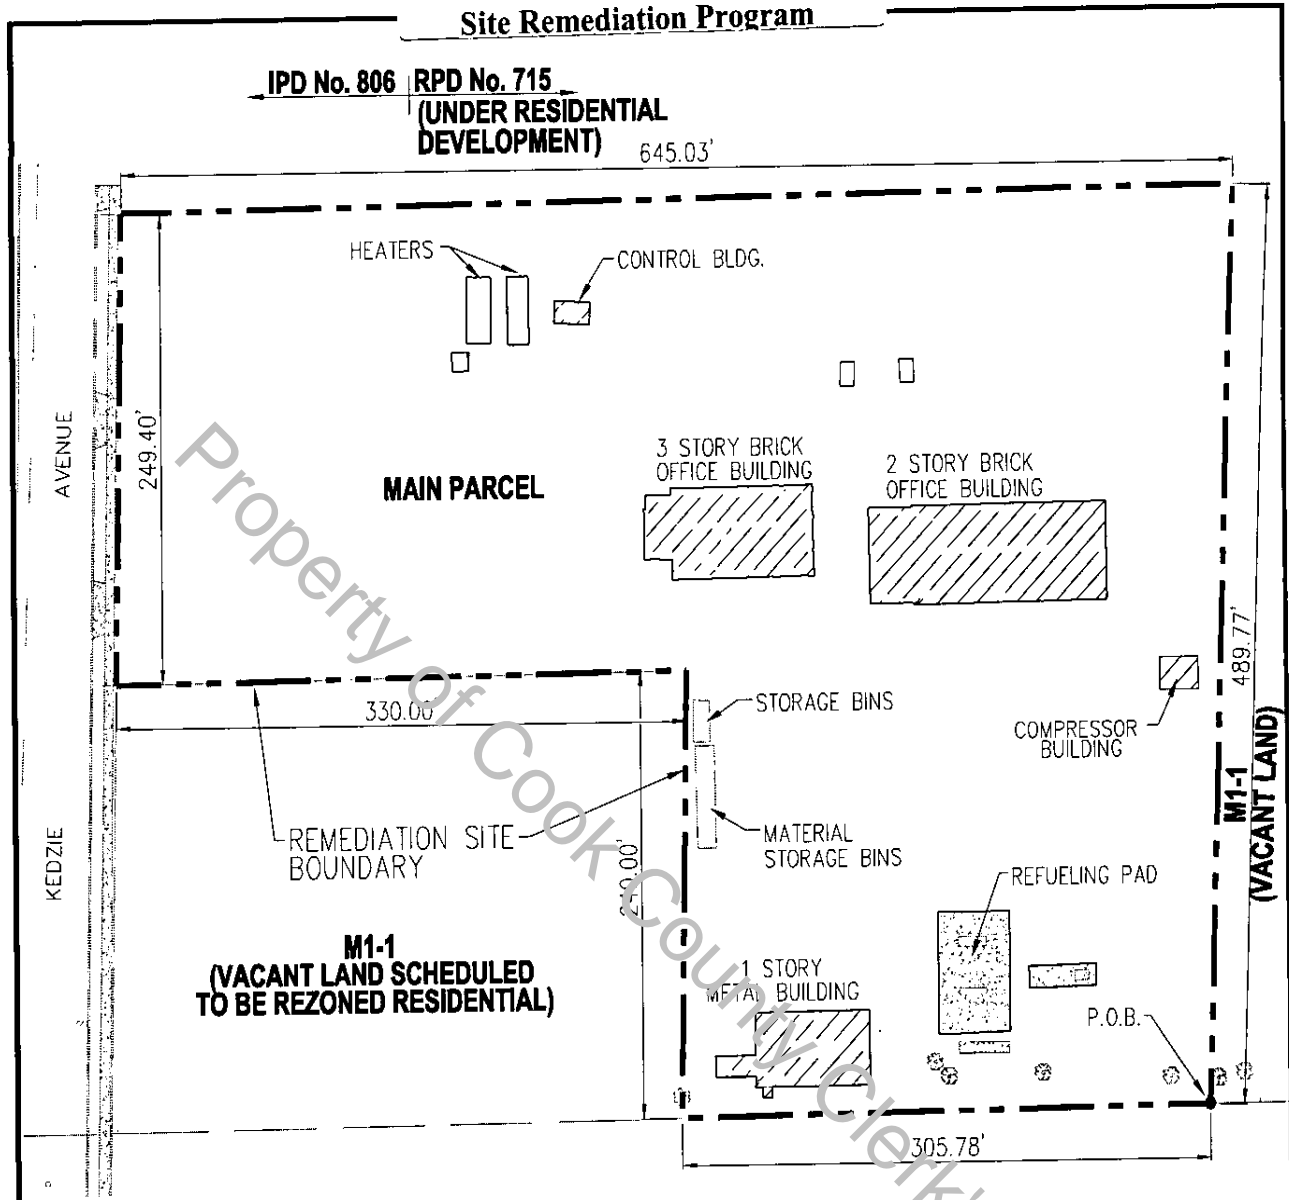 Site Remediation Program
IPD No. 806 RPD No. 715
(UNDER RESIDENTIAL
DEVELOPMENT)
645.03'
HEATERS
CONTROL BLDG.
AVENUE
249.40'
MAIN PARCEL
3 STORY BRICK
OFFICE BUILDING
2 STORY BRICK
OFFICE BUILDING
489.77'
330.00'
STORAGE BINS
COMPRESSOR
BUILDING
M1-1
(VACANT LAND)
KEDZIE
REMEDIATION SITE
BOUNDARY
MATERIAL
STORAGE BINS
REFUELING PAD
M1-1
(VACANT LAND SCHEDULED
TO BE REZONED RESIDENTIAL)
1 STORY
METAL BUILDING
P.O.B.
305.78'
Property of Cook County Clerk's